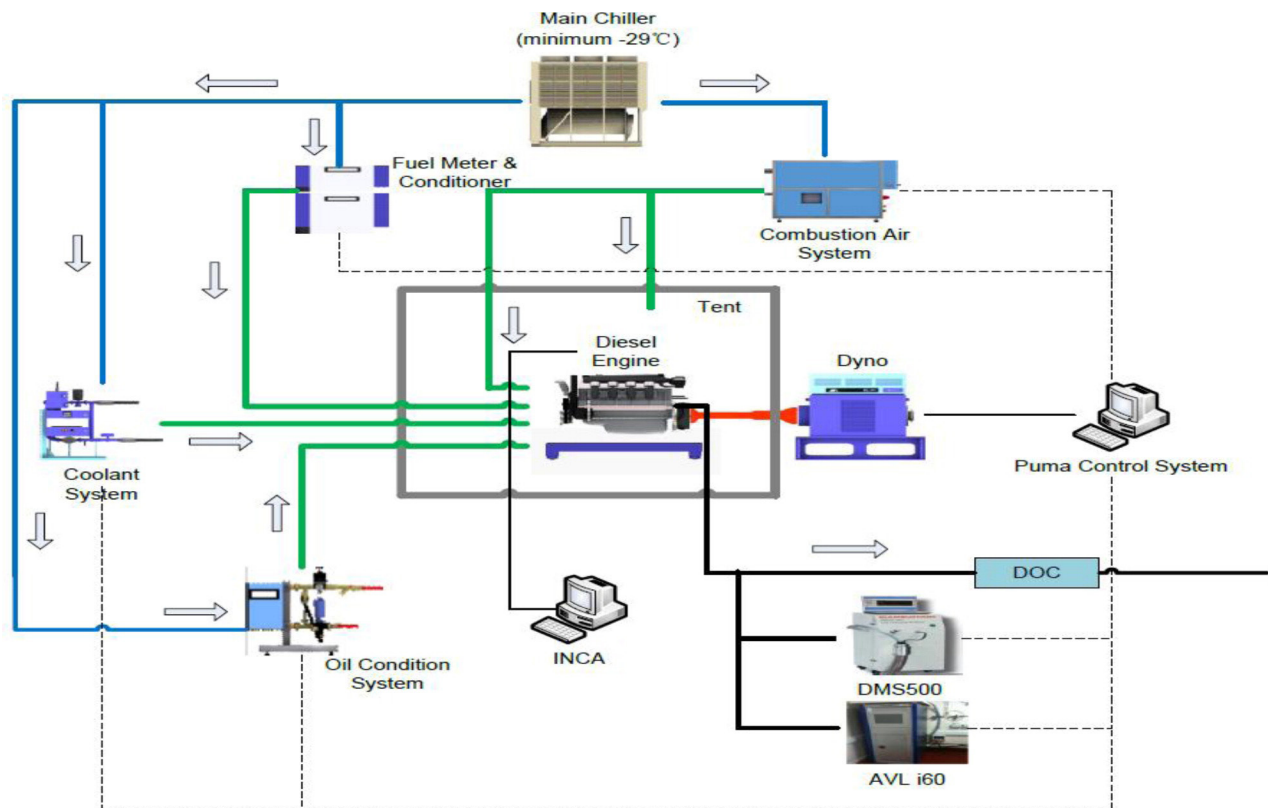 Main Chiller
(minimum -29℃)
Fuel Meter &
Conditioner
Combustion Air
System
Tent
Diesel
Engine
Dyno
Puma Control System
Coolant
System
DOC
INCA
Oil Condition
System
DMS500
AVL i60